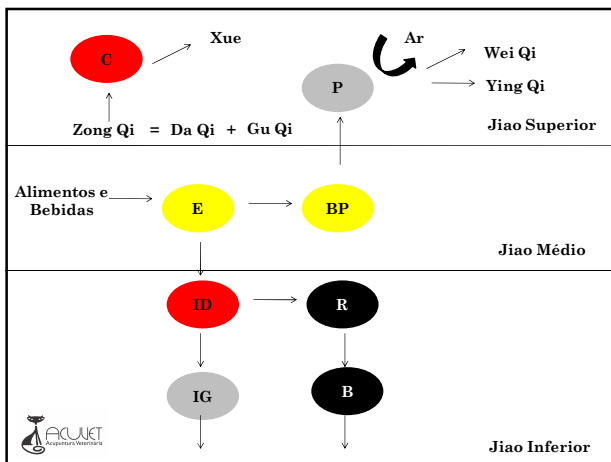 C
Xue
Ar
Wei Qi
P
Ying Qi
Zong Qi = Da Qi + Gu Qi
Jiao Superior
Alimentos e
Bebidas
E
BP
Jiao Médio
ID
R
IG
B
ACUVET
Acupuntura Veterinária
Jiao Inferior